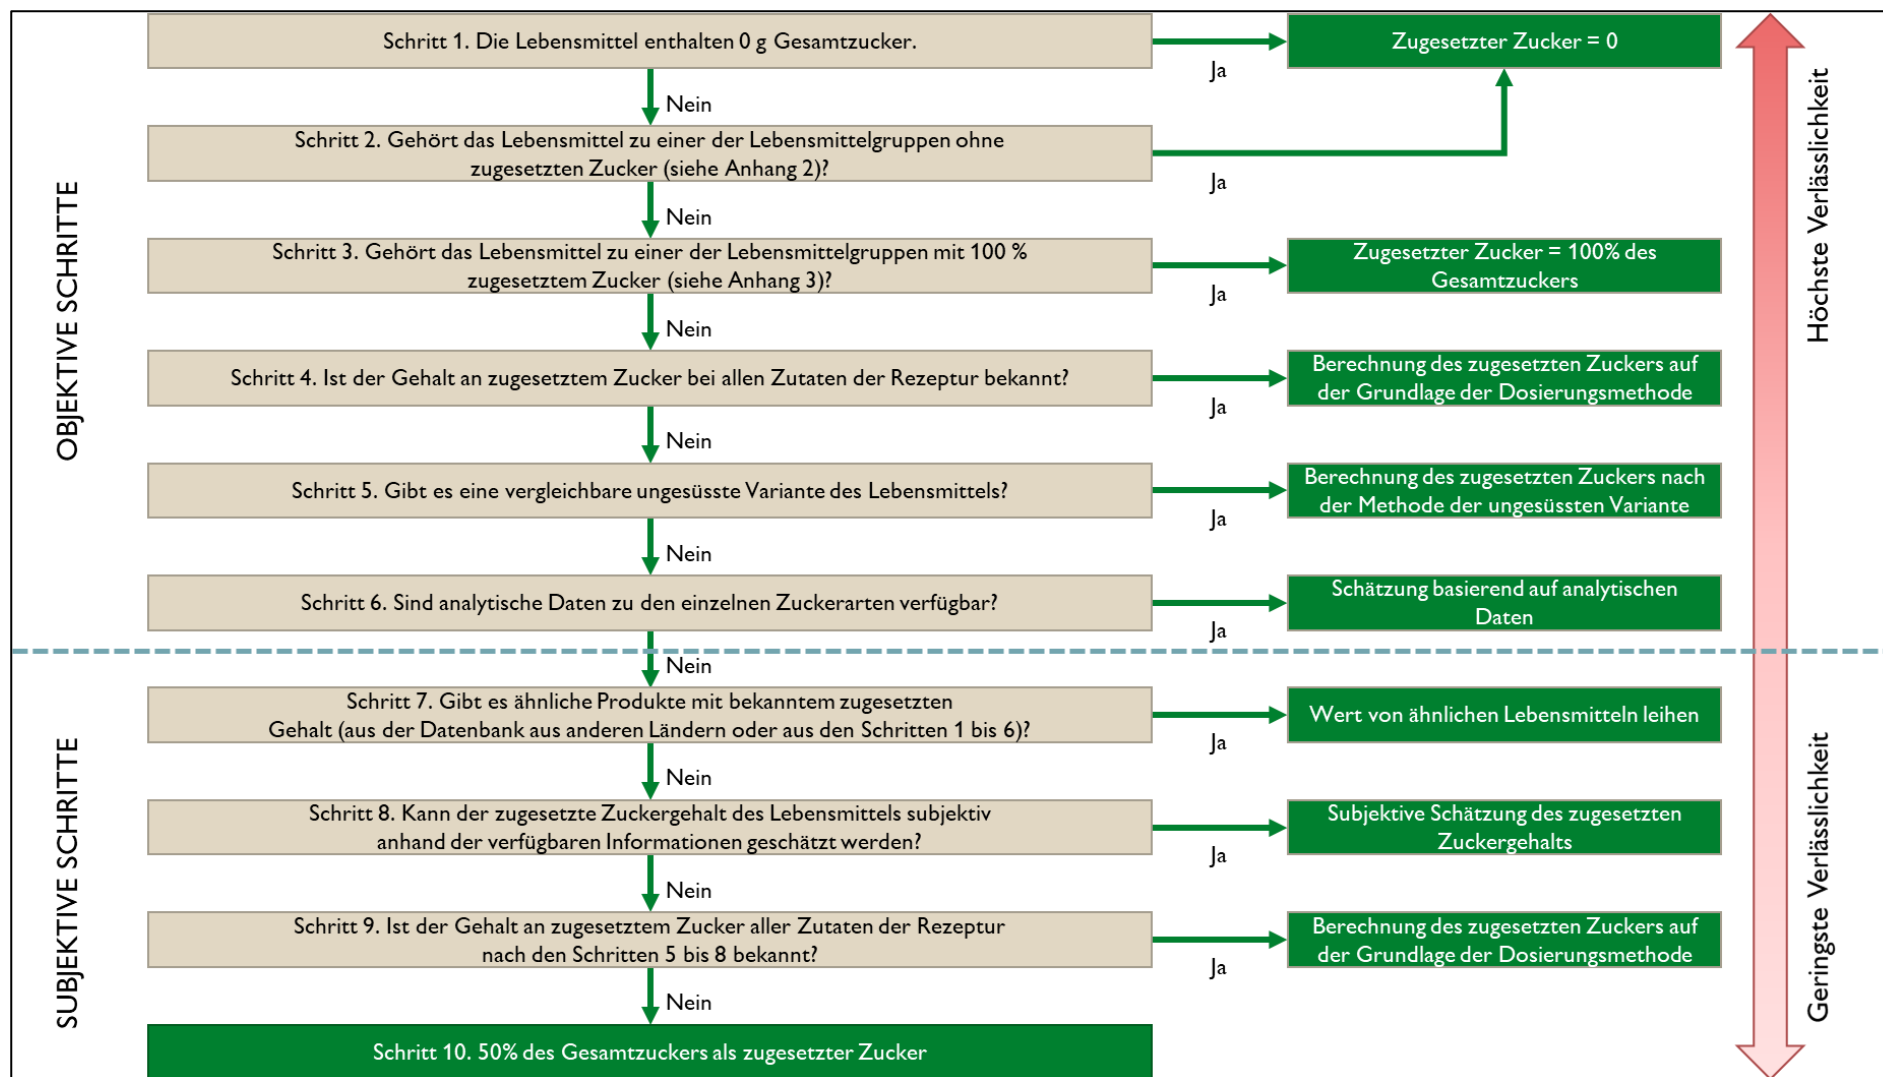 Schritt 1. Die Lebensmittel enthalten 0 g Gesamtzucker.
Ja
Zugesetzter Zucker = 0
Nein
Schritt 2. Gehört das Lebensmittel zu einer der Lebensmittelgruppen ohne
zugesetzten Zucker (siehe Anhang 2)?
Ja
Nein
Schritt 3. Gehört das Lebensmittel zu einer der Lebensmittelgruppen mit 100 %
zugesetztem Zucker (siehe Anhang 3)?
Ja
Zugesetzter Zucker = 100% des
Gesamtzuckers
Nein
Schritt 4. Ist der Gehalt an zugesetztem Zucker bei allen Zutaten der Rezeptur bekannt?
Ja
Berechnung des zugesetzten Zuckers auf
der Grundlage der Dosierungsmethode
Nein
Schritt 5. Gibt es eine vergleichbare ungesüsste Variante des Lebensmittels?
Ja
Berechnung des zugesetzten Zuckers nach
der Methode der ungesüssten Variante
Nein
Schritt 6. Sind analytische Daten zu den einzelnen Zuckerarten verfügbar?
Ja
Schätzung basierend auf analytischen
Daten
Nein
Schritt 7. Gibt es ähnliche Produkte mit bekanntem zugesetzten
Gehalt (aus der Datenbank aus anderen Ländern oder aus den Schritten 1 bis 6)?
Ja
Wert von ähnlichen Lebensmitteln leihen
Nein
Schritt 8. Kann der zugesetzte Zuckergehalt des Lebensmittels subjektiv
anhand der verfügbaren Informationen geschätzt werden?
Ja
Subjektive Schätzung des zugesetzten
Zuckergehalts
Nein
Schritt 9. Ist der Gehalt an zugesetztem Zucker aller Zutaten der Rezeptur
nach den Schritten 5 bis 8 bekannt?
Ja
Berechnung des zugesetzten Zuckers auf
der Grundlage der Dosierungsmethode
Nein
Schritt 10. 50% des Gesamtzuckers als zugesetzter Zucker
OBJEKTIVE SCHRITTE
SUBJEKTIVE SCHRITTE
Höchste Verlässlichkeit
Geringste Verlässlichkeit